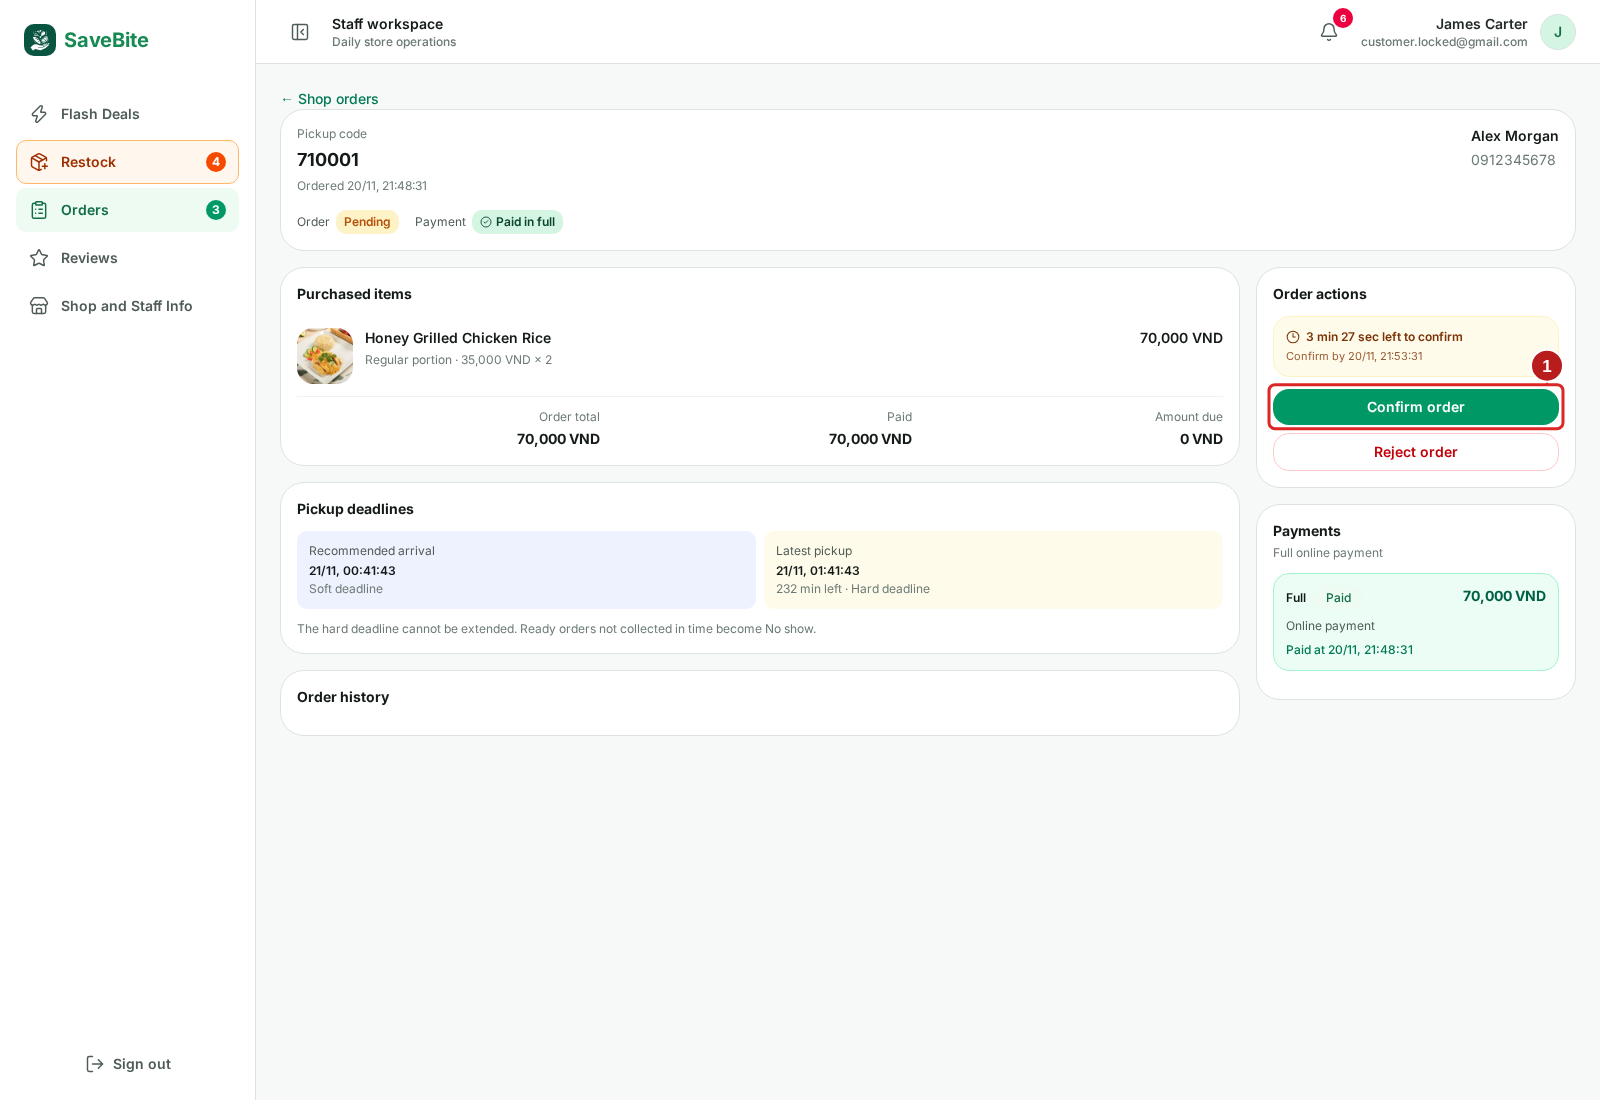 SaveBite
Flash Deals
Restock 4
Orders 3
Reviews
Shop and Staff Info
Sign out
Staff workspace
Daily store operations
6
James Carter
customer.locked@gmail.com
J
← Shop orders
Pickup code
710001
Ordered 20/11, 21:48:31
Order Pending Payment Paid in full
Alex Morgan
0912345678
Purchased items
Honey Grilled Chicken Rice 70,000 VND
Regular portion · 35,000 VND × 2
Order total Paid Amount due
70,000 VND 70,000 VND 0 VND
Pickup deadlines
Recommended arrival
21/11, 00:41:43
Soft deadline
Latest pickup
21/11, 01:41:43
232 min left · Hard deadline
The hard deadline cannot be extended. Ready orders not collected in time become No show.
Order history
Order actions
3 min 27 sec left to confirm
Confirm by 20/11, 21:53:31
1
Confirm order
Reject order
Payments
Full online payment
Full Paid 70,000 VND
Online payment
Paid at 20/11, 21:48:31